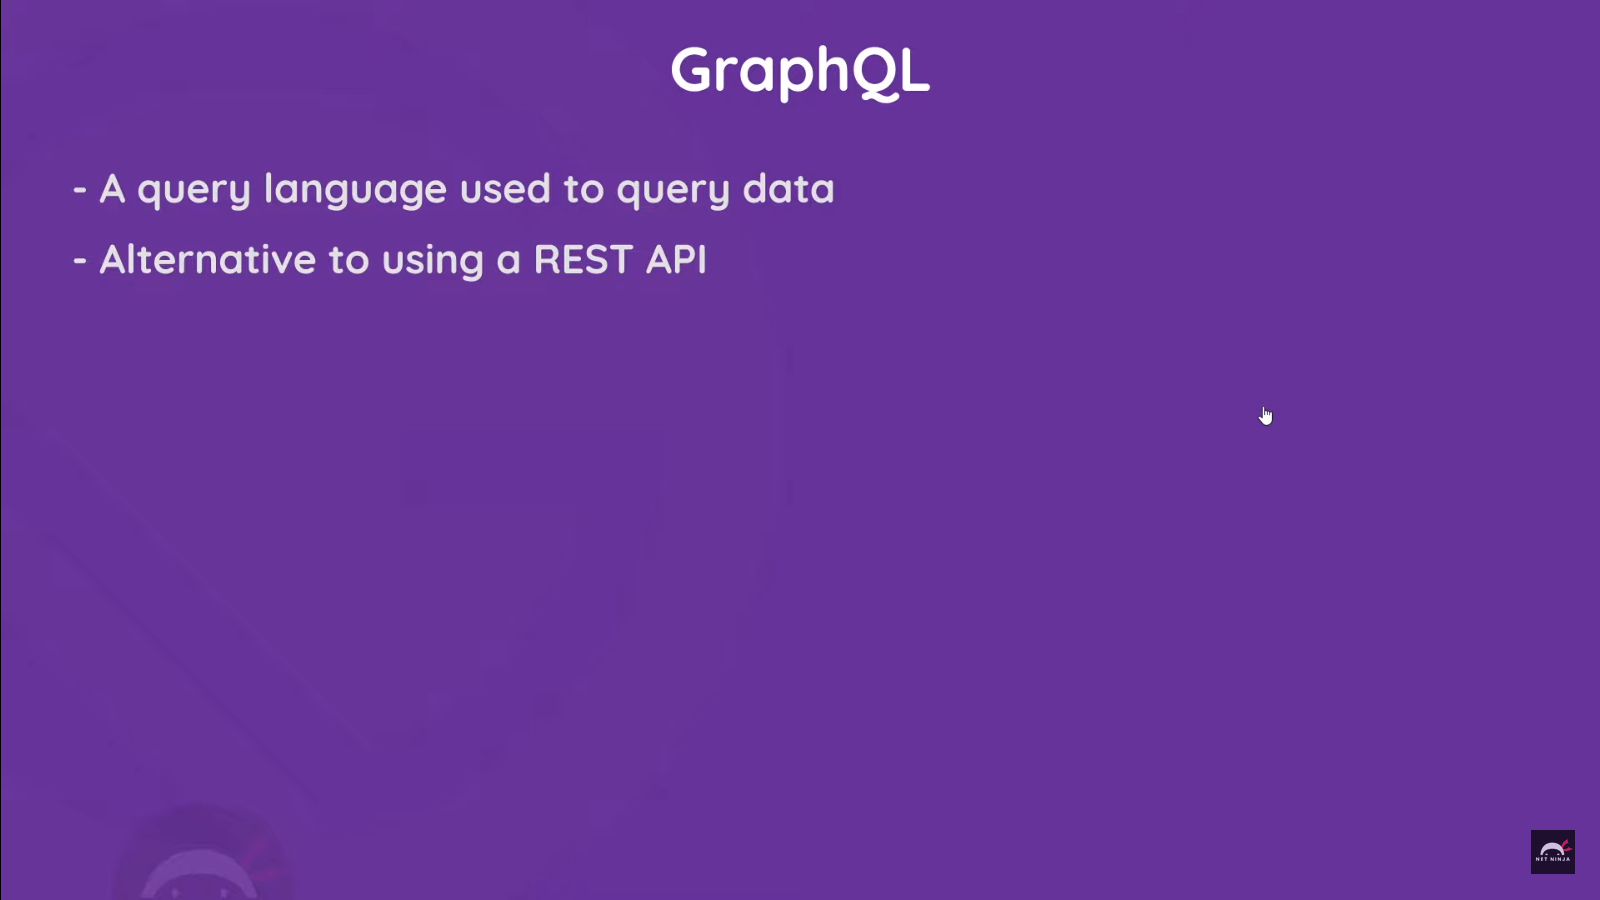 GraphQL
- A query language used to query data
- Alternative to using a REST API
NET NINJA